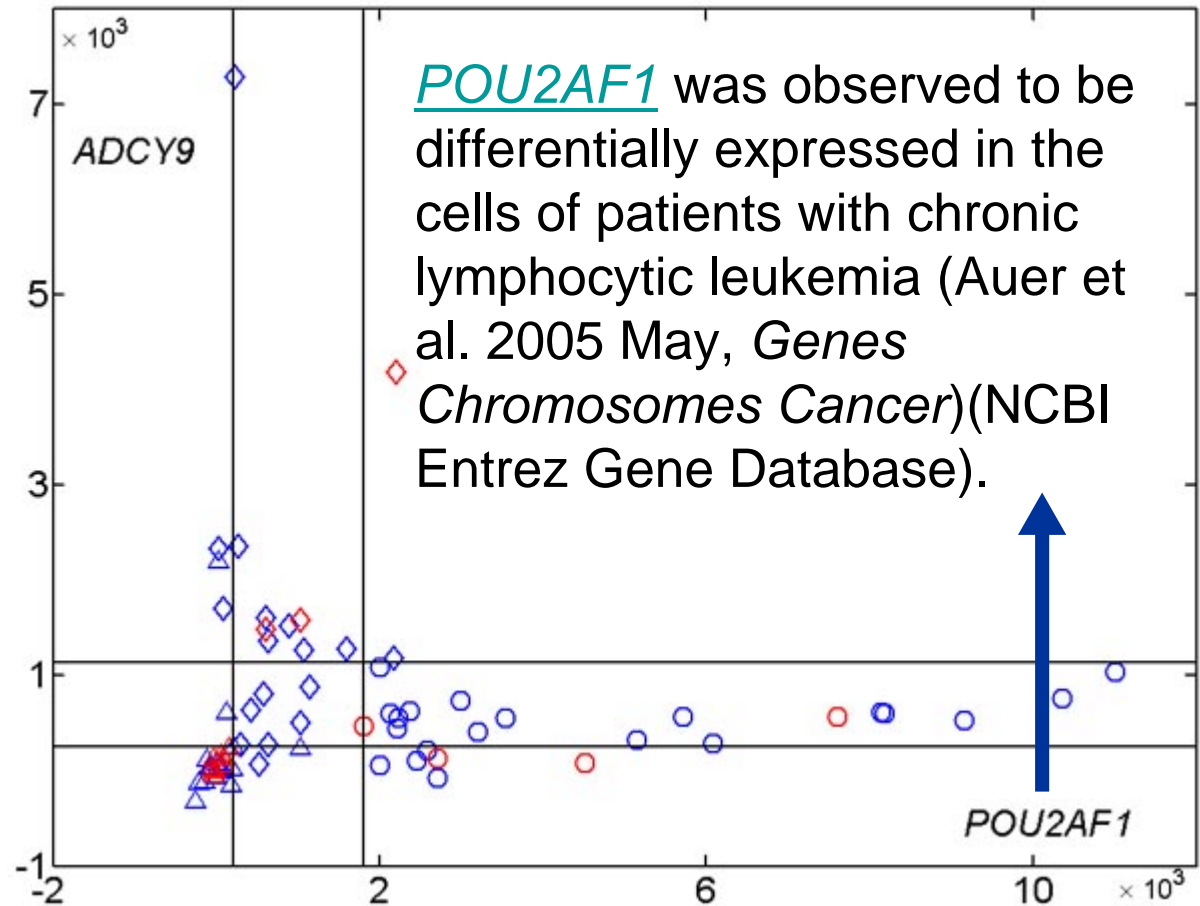 × 10³
7
5
3
1
-1
ADCY9
POU2AF1 was observed to be
differentially expressed in the
cells of patients with chronic
lymphocytic leukemia (Auer et
al. 2005 May, Genes
Chromosomes Cancer)(NCBI
Entrez Gene Database).
POU2AF1
-2
2
6
10
× 10³